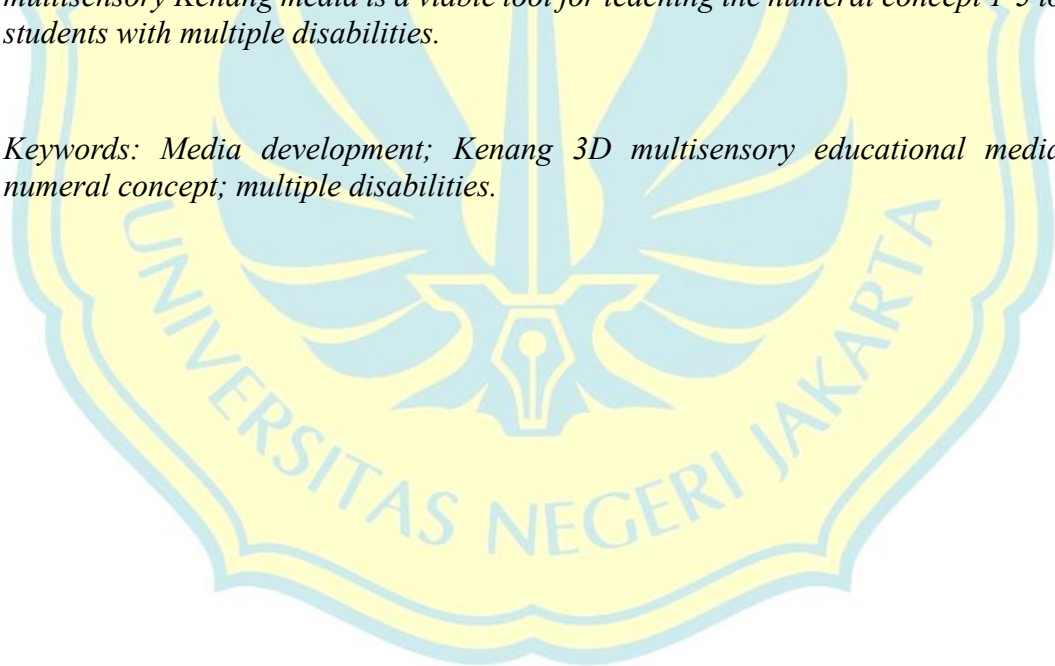 multisensory Kenang media is a viable tool for teaching the numeral concept 1-5 to
students with multiple disabilities.
Keywords: Media development; Kenang 3D multisensory educational media
numeral concept; multiple disabilities.
UNIVERSITAS NEGERI JAKARTA